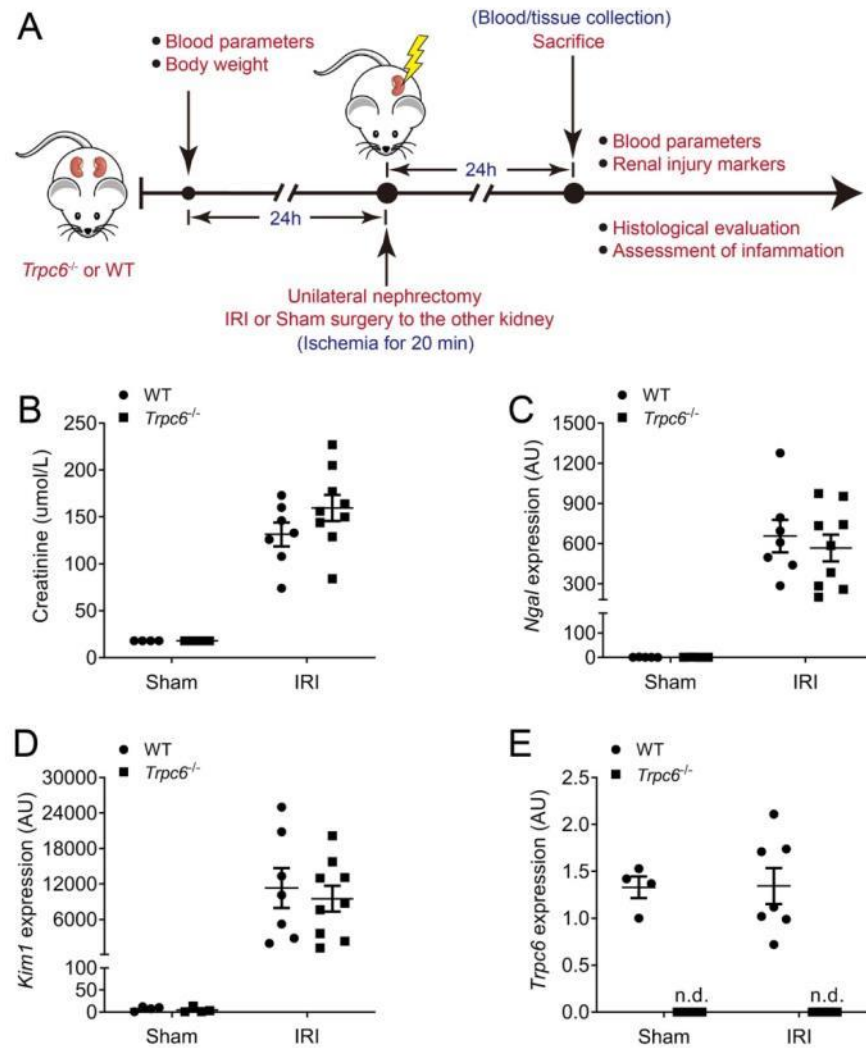 A
Blood parameters
Body weight
(Blood/tissue collection)
Sacrifice
24h
24h
Blood parameters
Renal injury markers
Histological evaluation
Assessment of infammation
Trpc6-/- or WT
Unilateral nephrectomy
IRI or Sham surgery to the other kidney
(Ischemia for 20 min)
B
WT
Trpc6-/-
Creatinine (umol/L)
250
200
150
100
50
0
Sham
IRI
C
WT
Trpc6-/-
Ngal expression (AU)
1500
1200
900
600
300
100
0
Sham
IRI
D
WT
Trpc6-/-
Kim1 expression (AU)
30000
24000
18000
12000
6000
100
50
0
Sham
IRI
E
WT
Trpc6-/-
Trpc6 expression (AU)
2.5
2.0
1.5
1.0
0.5
0.0
n.d.
n.d.
Sham
IRI